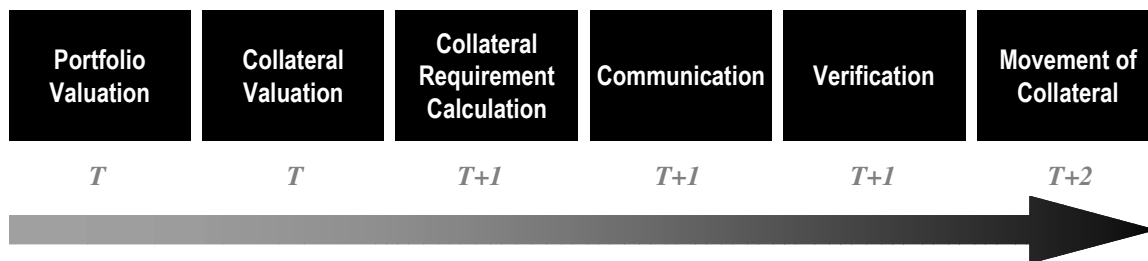 Portfolio
Valuation
Collateral
Valuation
Collateral
Requirement
Calculation
Communication
Verification
Movement of
Collateral
T
T
T+1
T+1
T+1
T+2